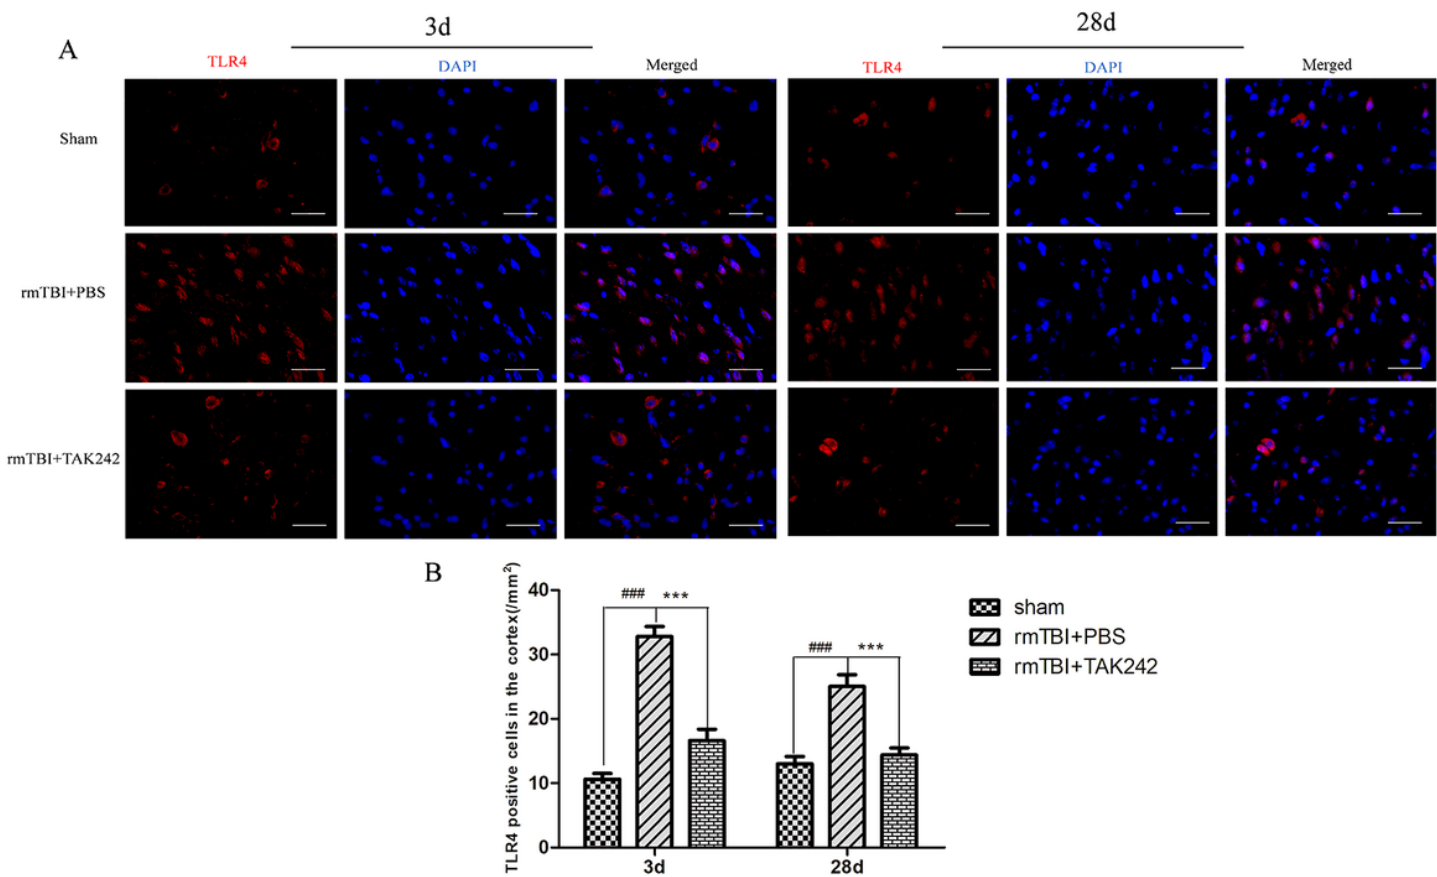 3d
28d
A
TLR4
DAPI
Merged
TLR4
DAPI
Merged
Sham
rmTBI+PBS
rmTBI+TAK242
B
TLR4 positive cells in the cortex(/mm²)
40
30
20
10
0
### ***
### ***
3d
28d
sham
rmTBI+PBS
rmTBI+TAK242